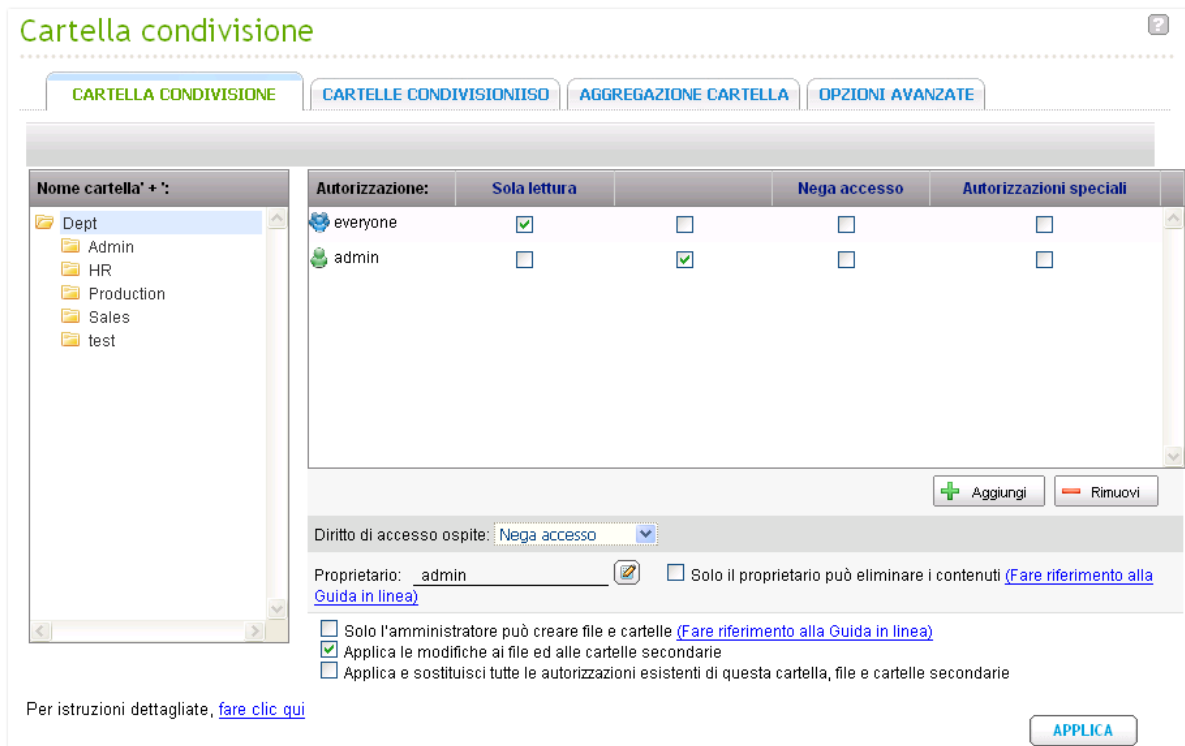 Cartella condivisione
?
CARTELLA CONDIVISIONE
CARTELLE CONDIVISIONIISO
AGGREGAZIONE CARTELLA
OPZIONI AVANZATE
Nome cartella' + ':
Dept
Admin
HR
Production
Sales
test
Autorizzazione: Sola lettura Nega accesso Autorizzazioni speciali
everyone
admin
Aggiungi
Rimuovi
Diritto di accesso ospite: Nega accesso
Proprietario: admin Solo il proprietario può eliminare i contenuti (Fare riferimento alla
Guida in linea)
Solo l'amministratore può creare file e cartelle (Fare riferimento alla Guida in linea)
Applica le modifiche ai file ed alle cartelle secondarie
Applica e sostituisci tutte le autorizzazioni esistenti di questa cartella, file e cartelle secondarie
Per istruzioni dettagliate, fare clic qui
APPLICA